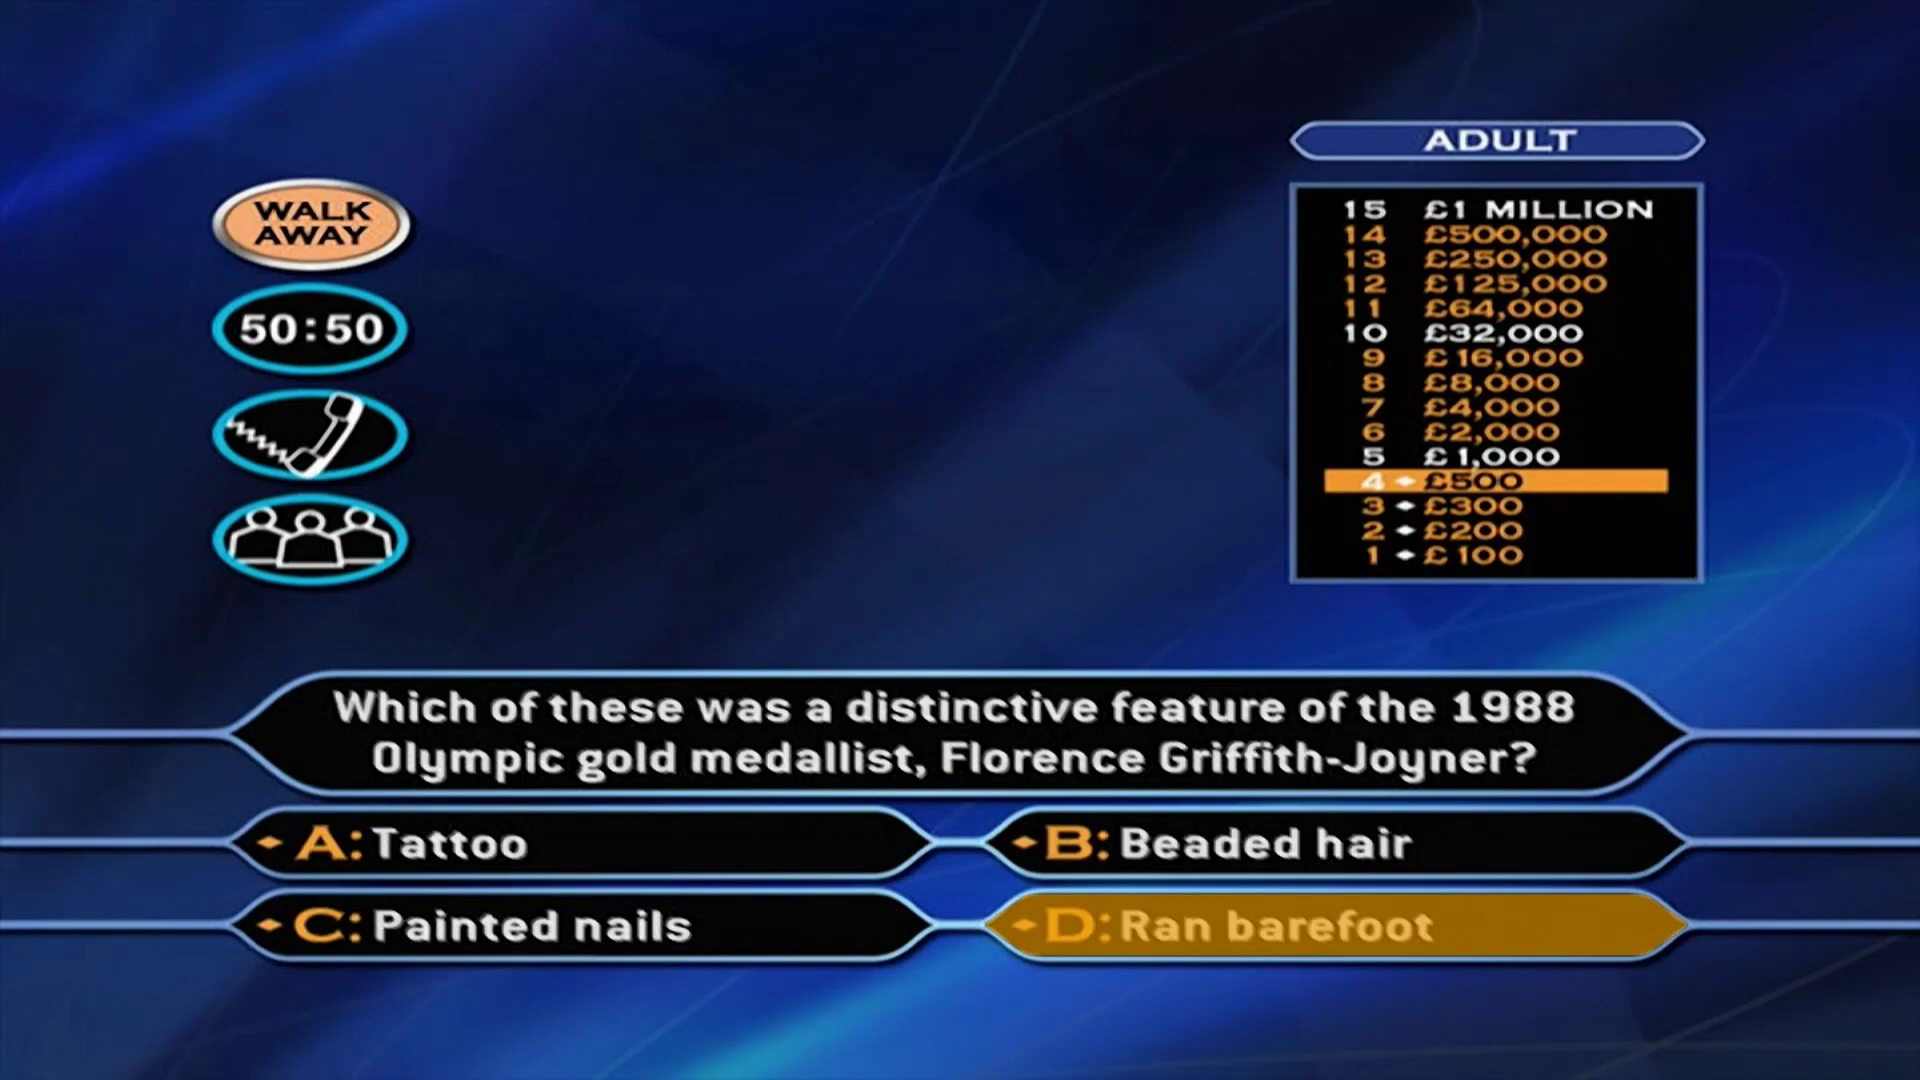 ADULT
WALK
AWAY
50:50
15 £1 MILLION
14 £500,000
13 £250,000
12 £125,000
11 £64,000
10 £32,000
9 £16,000
8 £8,000
7 £4,000
6 £2,000
5 £1,000
4 ◆ £500
3 ◆ £300
2 ◆ £200
1 ◆ £100
Which of these was a distinctive feature of the 1988
Olympic gold medallist, Florence Griffith-Joyner?
◆ A: Tattoo
◆ B: Beaded hair
◆ C: Painted nails
◆ D: Ran barefoot